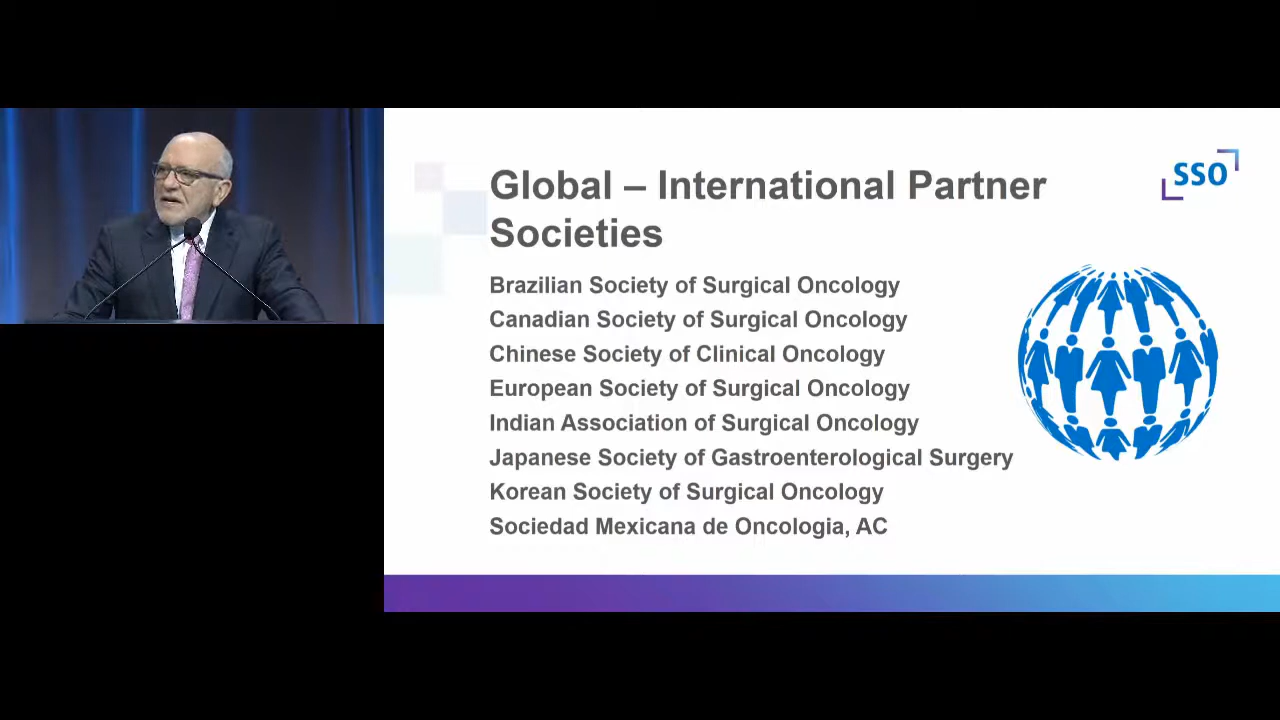 Global – International Partner
Societies
SSO
Brazilian Society of Surgical Oncology
Canadian Society of Surgical Oncology
Chinese Society of Clinical Oncology
European Society of Surgical Oncology
Indian Association of Surgical Oncology
Japanese Society of Gastroenterological Surgery
Korean Society of Surgical Oncology
Sociedad Mexicana de Oncologia, AC